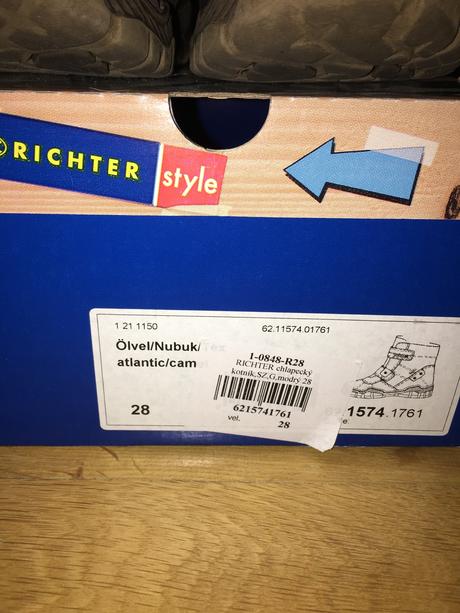 RICHTER
style
1 21 1150
62.11574.01761
Ölvel/Nubuk/Tex
atlantic/cam
28
1-0848-R28
RICHTER chlapecký
kotník,SZ,G,modrý 28
6215741761
vel. 28
1574.1761